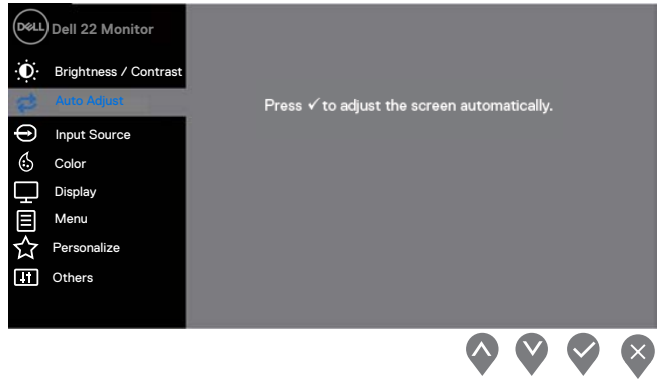 DELL Dell 22 Monitor
Brightness / Contrast
Auto Adjust
Input Source
Color
Display
Menu
Personalize
Others
Press ✓ to adjust the screen automatically.